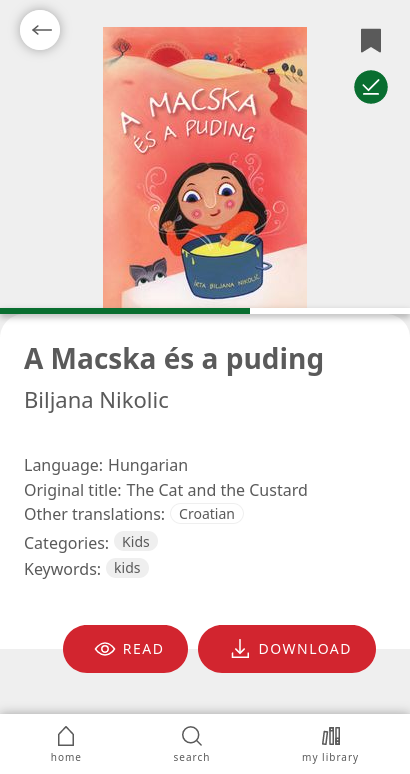 A MACSKA
ÉS A PUDING
ÍRTA BILJANA NIKOLIĆ
A Macska és a puding
Biljana Nikolic
Language: Hungarian
Original title: The Cat and the Custard
Other translations: Croatian
Categories: Kids
Keywords: kids
READ DOWNLOAD
home search my library